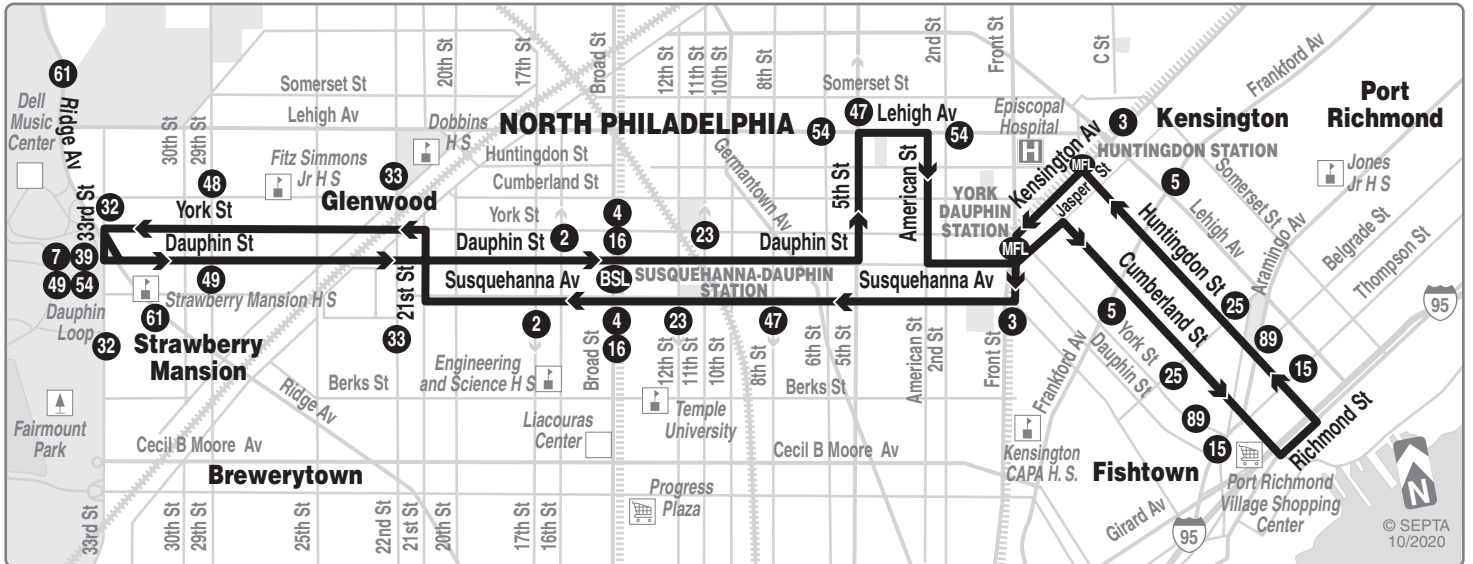 61
Ridge Av
Dell
Music
Center
Somerset St
Lehigh Av
30th St
29th St
20th St
17th St
Broad St
12th St
11th St
10th St
8th St
Germantown Av
Somerset St
2nd St
Front St
C St
Frankford Av
Port
Richmond
Dobbins
H S
NORTH PHILADELPHIA
54
47
Lehigh Av
54
Episcopal
Hospital
H
3
Kensington
HUNTINGDON STATION
Jones
Jr H S
Fitz Simmons
Jr H S
33
Huntingdon St
Cumberland St
5th St
American St
Kensington Av
MFL
Jasper St
5
Somerset St
Lehigh Av
Aramingo Av
Belgrade St
Thompson St
48
Glenwood
YORK
DAUPHIN
STATION
MFL
33rd St
32
York St
York St
4
Huntingdon St
Dauphin St
Dauphin St
2
16
23
Dauphin St
7
39
49
54
Dauphin
Loop
49
Strawberry Mansion H S
21st St
Susquehanna Av
BSL
SUSQUEHANNA-DAUPHIN
STATION
Susquehanna Av
Cumberland St
25
95
61
32
Strawberry
Mansion
33
2
4
16
23
47
3
5
89
15
Engineering
and Science H S
Broad St
12th St
11th St
10th St
8th St
6th St
5th St
American St
2nd St
Front St
Frankford Av
York St
Dauphin St
25
Berks St
Ridge Av
Berks St
Fairmount
Park
Liacouras
Center
Temple
University
89
15
Richmond St
Cecil B Moore Av
Cecil B Moore Av
Kensington
CAPA H. S.
Fishtown
Brewerytown
Progress
Plaza
Port Richmond
Village Shopping
Center
N
33rd St
30th St
29th St
25th St
22nd St
21st St
20th St
17th St
16th St
Girard Av
95
© SEPTA
10/2020